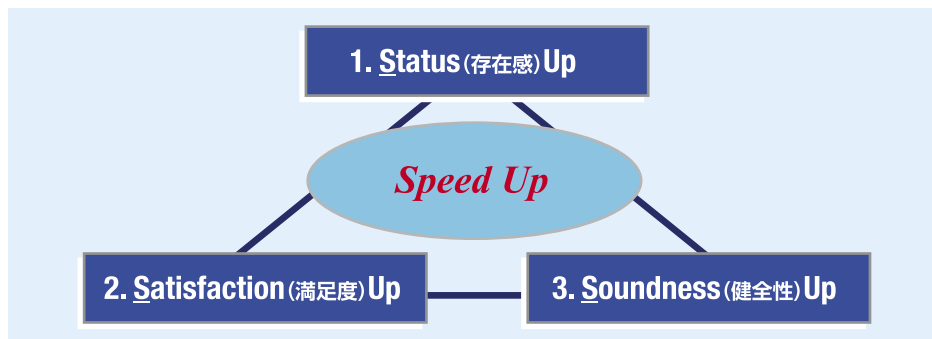 1. Status（存在感）Up
Speed Up
2. Satisfaction（満足度）Up
3. Soundness（健全性）Up